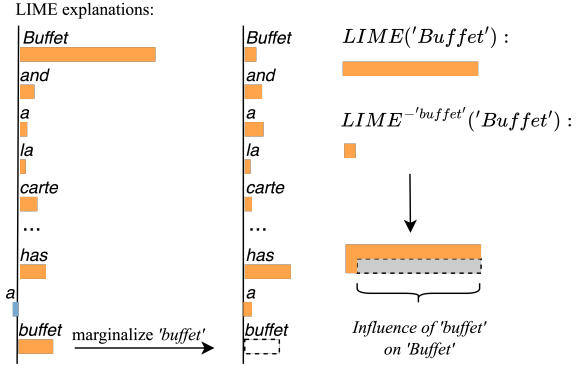 LIME explanations:
Buffet
and
a
la
carte
...
has
a
buffet
marginalize 'buffet'
Buffet
and
a
la
carte
...
has
a
buffet
LIME('Buffet') :
LIME^{-'buffet'}('Buffet') :
Influence of 'buffet'
on 'Buffet'